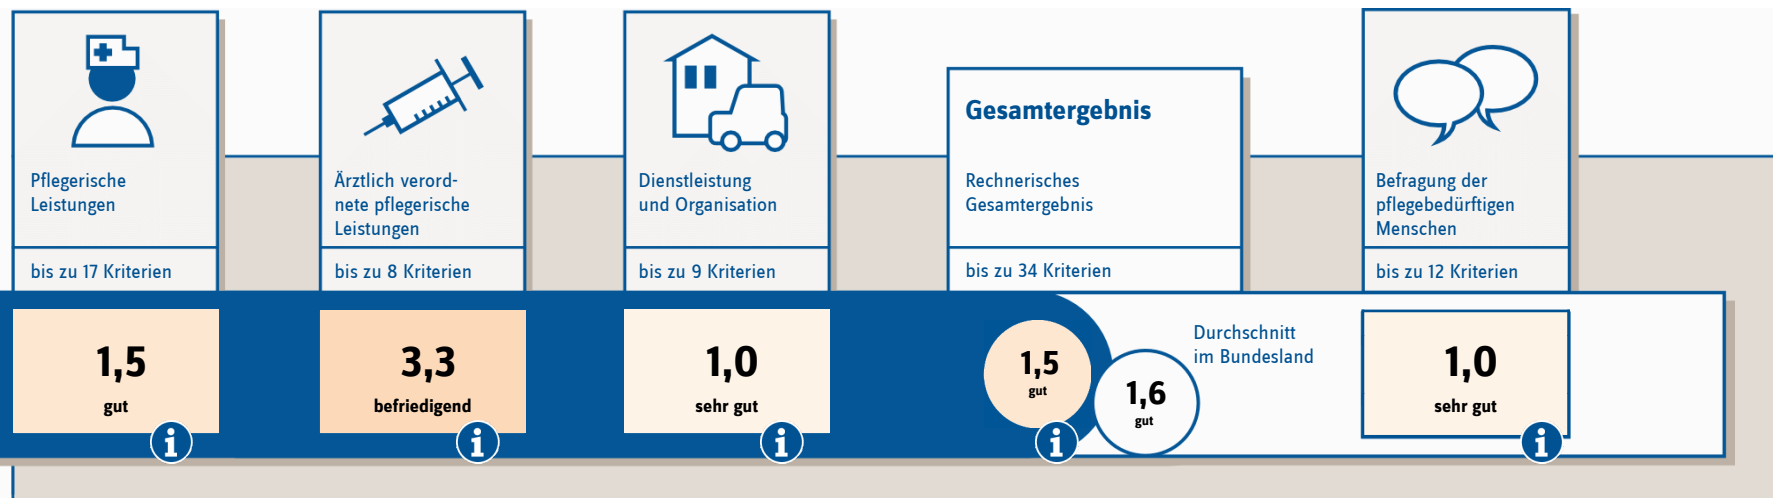 Pflegerische
Leistungen
bis zu 17 Kriterien
1,5
gut
i
Ärztlich verord-
nete pflegerische
Leistungen
bis zu 8 Kriterien
3,3
befriedigend
i
Dienstleistung
und Organisation
bis zu 9 Kriterien
1,0
sehr gut
i
Gesamtergebnis
Rechnerisches
Gesamtergebnis
bis zu 34 Kriterien
1,5
gut
i
1,6
gut
Durchschnitt
im Bundesland
Befragung der
pflegebedürftigen
Menschen
bis zu 12 Kriterien
1,0
sehr gut
i